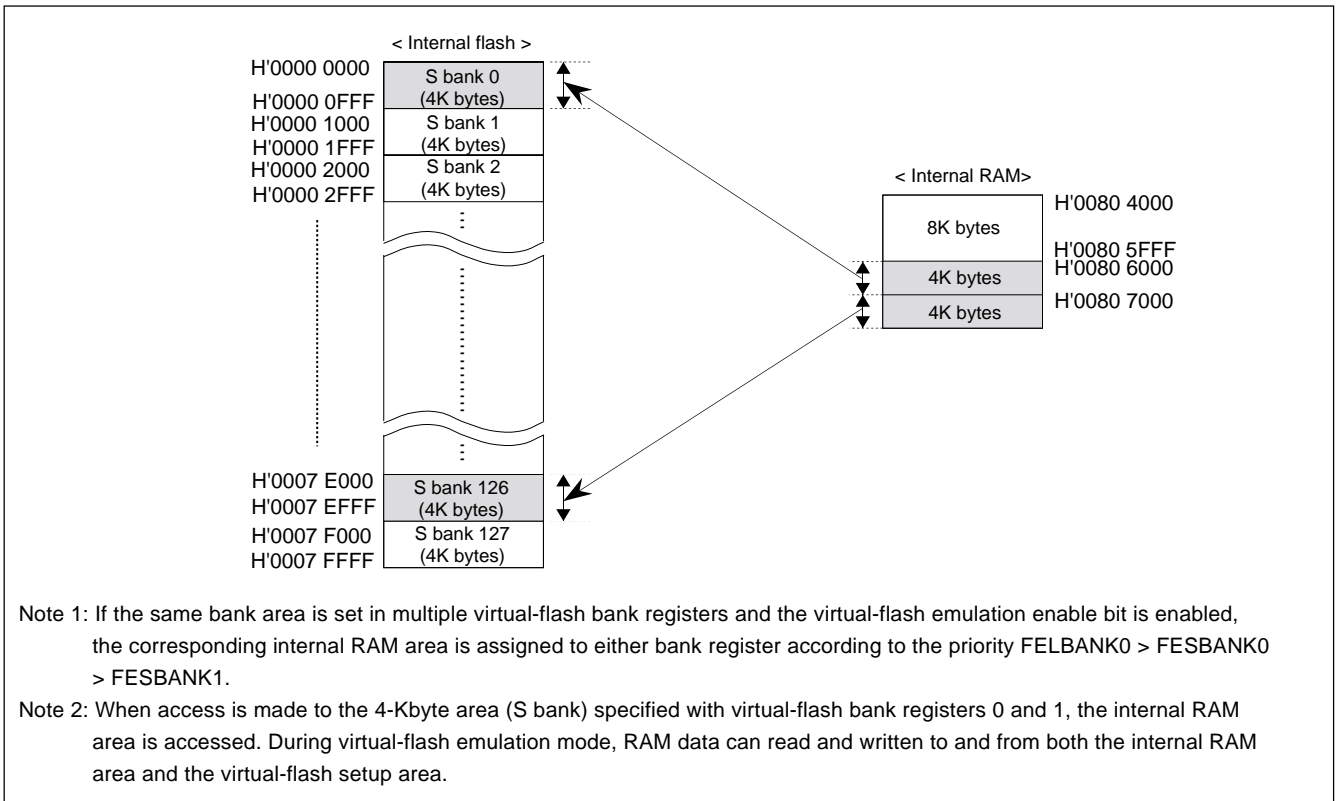 < Internal flash >
H'0000 0000
S bank 0
(4K bytes)
H'0000 0FFF
H'0000 1000
S bank 1
(4K bytes)
H'0000 1FFF
H'0000 2000
S bank 2
(4K bytes)
H'0000 2FFF
H'0007 E000
S bank 126
(4K bytes)
H'0007 EFFF
H'0007 F000
S bank 127
(4K bytes)
H'0007 FFFF
< Internal RAM>
H'0080 4000
8K bytes
H'0080 5FFF
H'0080 6000
4K bytes
H'0080 7000
4K bytes
Note 1: If the same bank area is set in multiple virtual-flash bank registers and the virtual-flash emulation enable bit is enabled,
the corresponding internal RAM area is assigned to either bank register according to the priority FELBANK0 > FESBANK0
> FESBANK1.
Note 2: When access is made to the 4-Kbyte area (S bank) specified with virtual-flash bank registers 0 and 1, the internal RAM
area is accessed. During virtual-flash emulation mode, RAM data can read and written to and from both the internal RAM
area and the virtual-flash setup area.